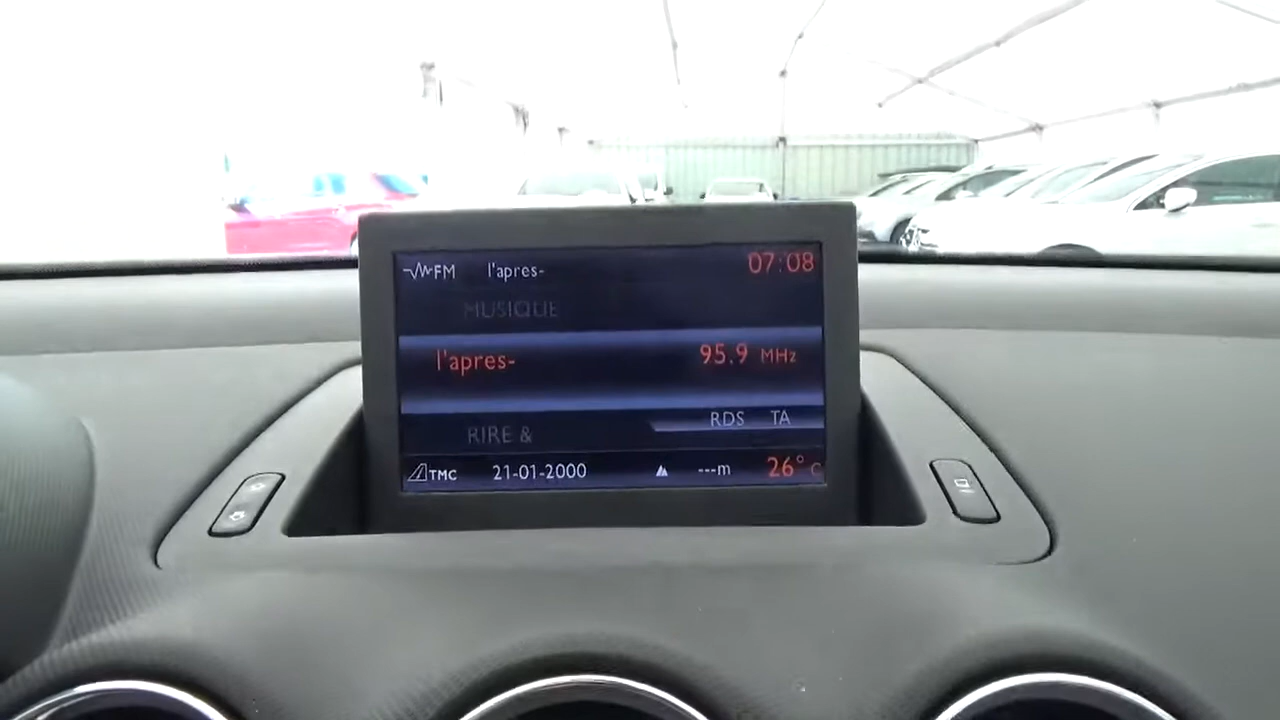 FM l'apres- 07:08
MUSIQUE
l'apres- 95.9 MHz
RDS TA
RIRE &
TMC 21-01-2000 ---m 26° C